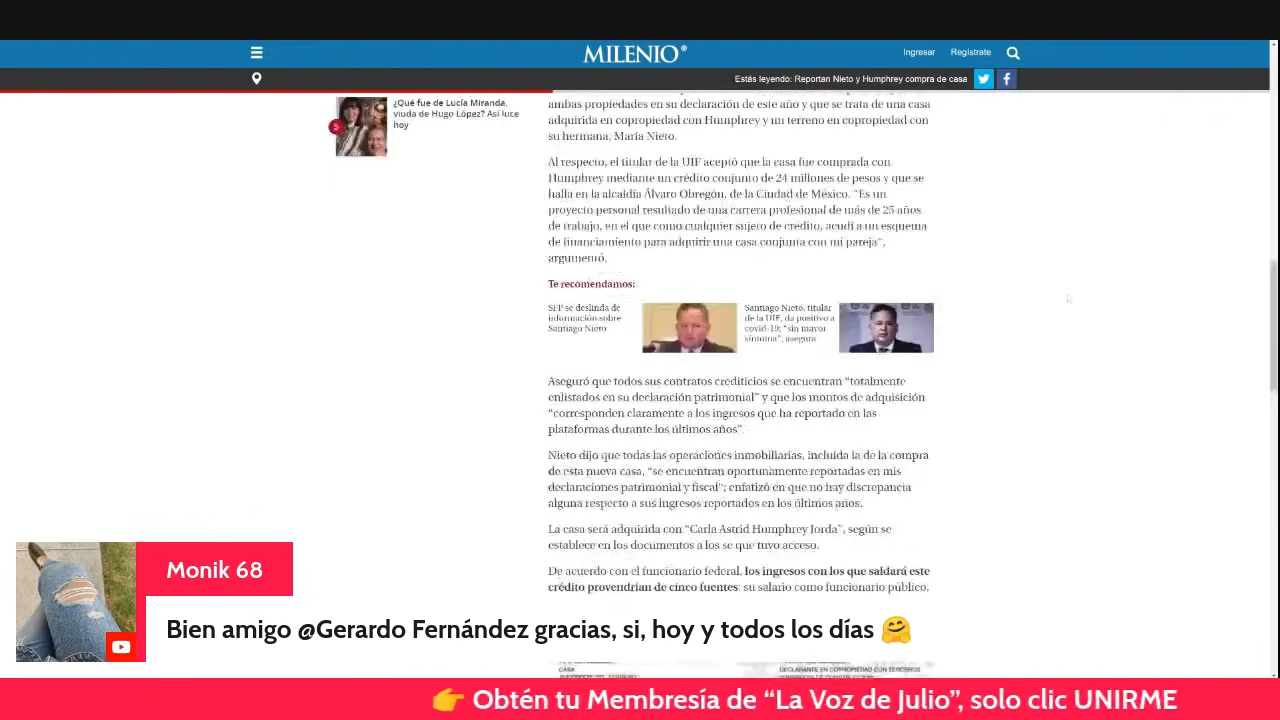 MILENIO®
Ingresar
Regístrate
Estás leyendo: Reportan Nieto y Humphrey compra de casa
5
¿Qué fue de Lucía Miranda,
viuda de Hugo López? Así luce
hoy
ambas propiedades en su declaración de este año y que se trata de una casa
adquirida en copropiedad con Humphrey y un terreno en copropiedad con
su hermana, María Nieto.
Al respecto, el titular de la UIF aceptó que la casa fue comprada con
Humphrey mediante un crédito conjunto de 24 millones de pesos y que se
halla en la alcaldía Álvaro Obregón, de la Ciudad de México. “Es un
proyecto personal resultado de una carrera profesional de más de 25 años
de trabajo, en el que como cualquier sujeto de crédito, acudí a un esquema
de financiamiento para adquirir una casa conjunta con mi pareja”,
argumentó.
Te recomendamos:
SFP se deslinda de
información sobre
Santiago Nieto
Santiago Nieto, titular
de la UIF, da positivo a
covid-19; “sin mayor
síntoma”, asegura
Aseguró que todos sus contratos crediticios se encuentran “totalmente
enlistados en su declaración patrimonial” y que los montos de adquisición
“corresponden claramente a los ingresos que ha reportado en las
plataformas durante los últimos años”.
Nieto dijo que todas las operaciones inmobiliarias, incluida la de la compra
de esta nueva casa, “se encuentran oportunamente reportadas en mis
declaraciones patrimonial y fiscal”; enfatizó en que no hay discrepancia
alguna respecto a sus ingresos reportados en los últimos años.
La casa será adquirida con “Carla Astrid Humphrey Jorda”, según se
establece en los documentos a los se que tuvo acceso.
De acuerdo con el funcionario federal, los ingresos con los que saldará este
crédito provendrían de cinco fuentes: su salario como funcionario público,
CASA
DECLARANTE EN COPROPIEDAD CON TERCEROS
Monik 68
Bien amigo @Gerardo Fernández gracias, si, hoy y todos los días 🤗
👉 Obtén tu Membresía de “La Voz de Julio”, solo clic UNIRME